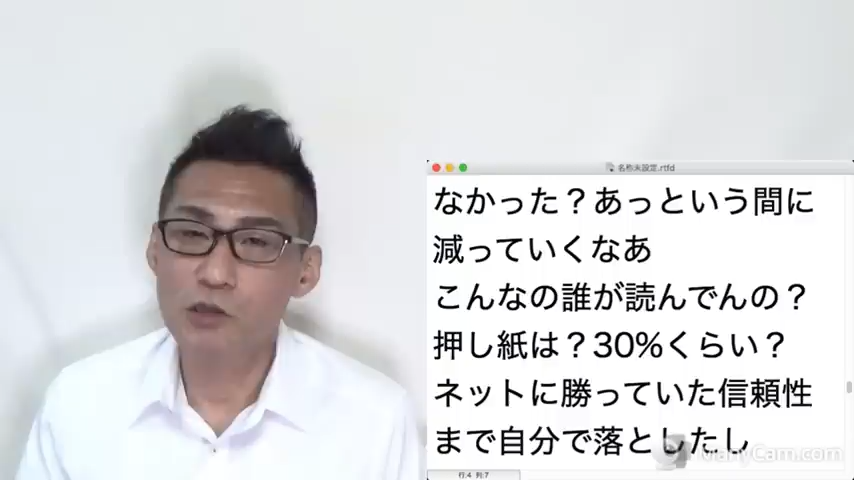 名称未設定.rtfd
なかった？あっという間に
減っていくなあ
こんなの誰が読んでんの？
押し紙は？30%くらい？
ネットに勝っていた信頼性
まで自分で落としたし
ManyCam.com
行:4 列:7